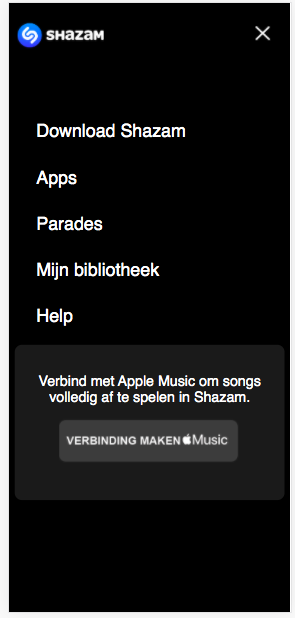 SHAZAM
Download Shazam
Apps
Parades
Mijn bibliotheek
Help
Verbind met Apple Music om songs
volledig af te spelen in Shazam.
VERBINDING MAKEN Music